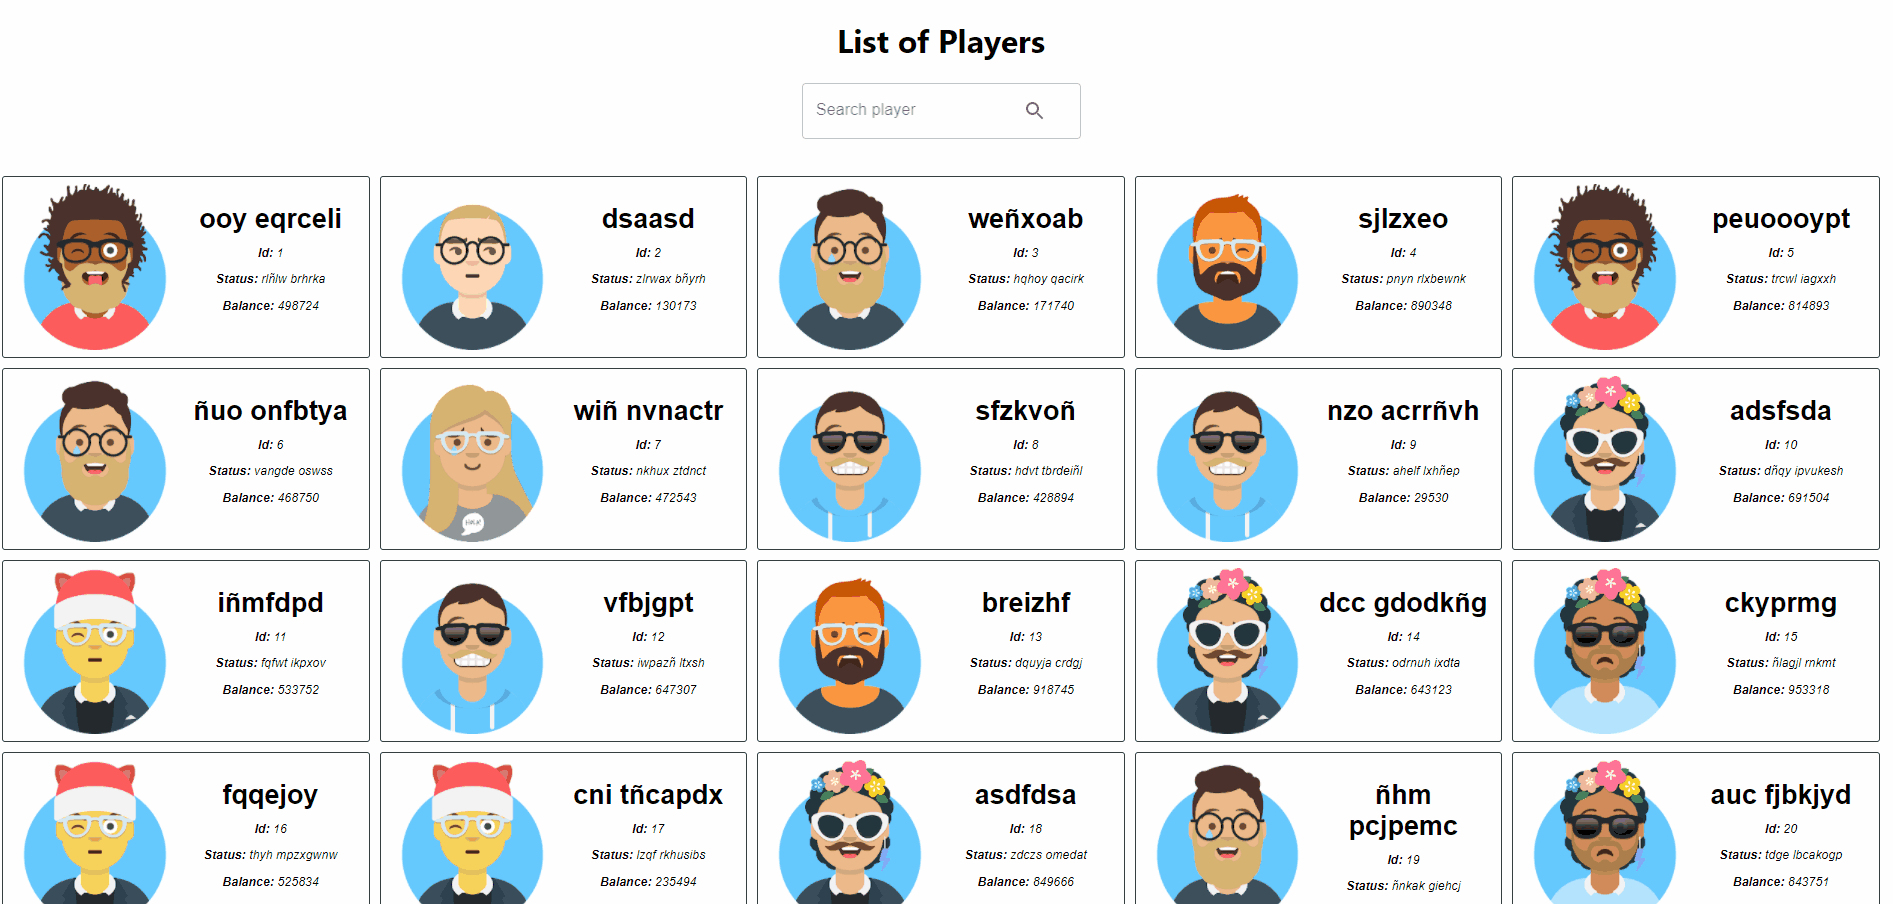 List of Players
Search player
ooy eqrceli
Id: 1
Status: rlñlw brhrka
Balance: 498724
dsaasd
Id: 2
Status: zlrwax bñyrh
Balance: 130173
weñxoab
Id: 3
Status: hqhoy qacirk
Balance: 171740
sjlzxeo
Id: 4
Status: pnyn rlxbewnk
Balance: 890348
peuoooypt
Id: 5
Status: trcwl iagxxh
Balance: 814893
ñuo onfbtya
Id: 6
Status: vangde oswss
Balance: 468750
wiñ nvnactr
Id: 7
Status: nkhux ztdnct
Balance: 472543
sfzkvoñ
Id: 8
Status: hdvt tbrdeiñl
Balance: 428894
nzo acrrñvh
Id: 9
Status: ahelf lxhñep
Balance: 29530
adsfsda
Id: 10
Status: dñqy ipvukesh
Balance: 691504
iñmfdpd
Id: 11
Status: fqfwt ikpxov
Balance: 533752
vfbjgpt
Id: 12
Status: iwpazñ ltxsh
Balance: 647307
breizhf
Id: 13
Status: dquyja crdgj
Balance: 918745
dcc gdodkñg
Id: 14
Status: odrnuh ixdta
Balance: 643123
ckyprmg
Id: 15
Status: ñlagjl rnkmt
Balance: 953318
fqqejoy
Id: 16
Status: thyh mpzxgwnw
Balance: 525834
cni tñcapdx
Id: 17
Status: lzqf rkhusibs
Balance: 235494
asdfdsa
Id: 18
Status: zdczs omedat
Balance: 849666
ñhm
pcjpemc
Id: 19
Status: ñnkak giehcj
auc fjbkjyd
Id: 20
Status: tdge lbcakogp
Balance: 843751